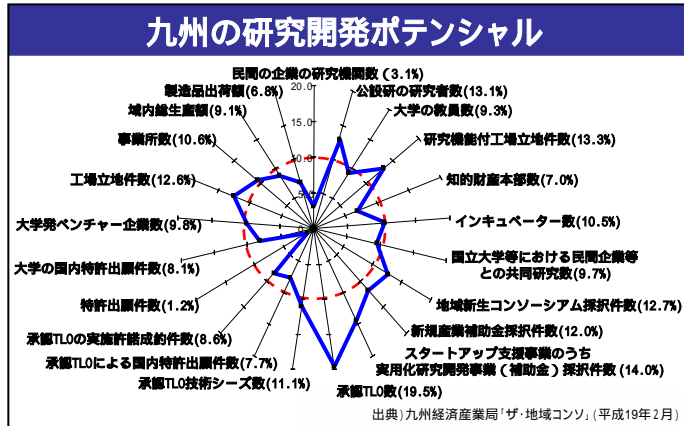 九州の研究開発ポテンシャル
民間の企業の研究機関数（3.1%)
製造品出荷額(6.8%)
20.0
公設研の研究者数(13.1%)
域内総生産額(9.1%)
大学の教員数(9.3%)
15.0
事業所数(10.6%)
研究機能付工場立地件数(13.3%)
10.0
工場立地件数(12.6%)
知的財産本部数(7.0%)
5.0
大学発ベンチャー企業数(9.8%)
インキュベーター数(10.5%)
大学の国内特許出願件数(8.1%)
国立大学等における民間企業等
との共同研究数(9.7%)
特許出願件数(1.2%)
地域新生コンソーシアム採択件数(12.7%)
承認TLOの実施許諾成約件数(8.6%)
新規産業補助金採択件数(12.0%)
承認TLOによる国内特許出願件数(7.7%)
スタートアップ支援事業のうち
実用化研究開発事業（補助金）採択件数(14.0%)
承認TLO技術シーズ数(11.1%)
承認TLO数(19.5%)
出典)九州経済産業局「ザ・地域コンソ」(平成19年2月)